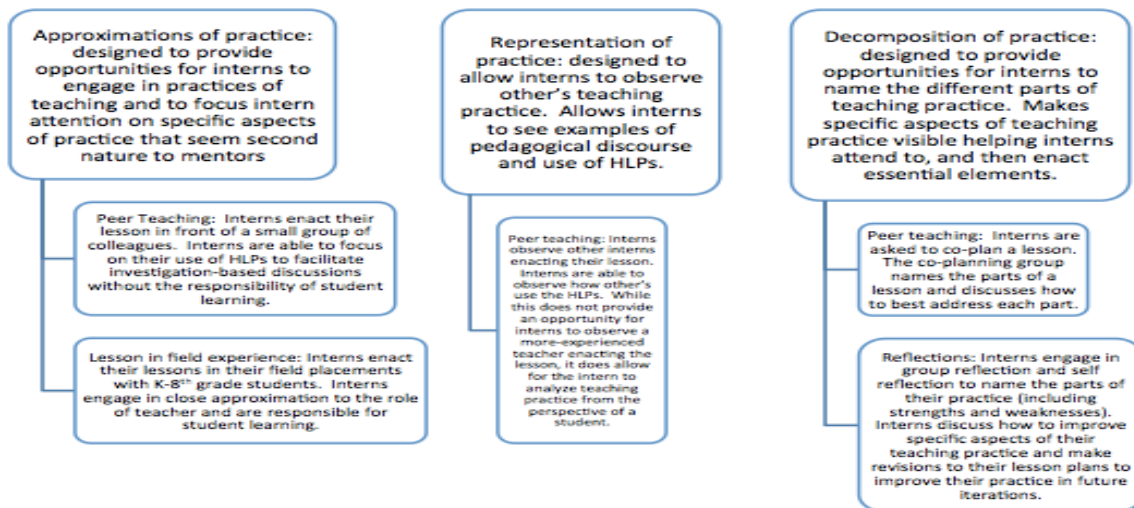 Approximations of practice:
designed to provide
opportunities for interns to
engage in practices of
teaching and to focus intern
attention on specific aspects
of practice that seem second
nature to mentors
Peer Teaching: Interns enact their
lesson in front of a small group of
colleagues. Interns are able to focus
on their use of HLPs to facilitate
investigation-based discussions
without the responsibility of student
learning.
Lesson in field experience: Interns enact
their lessons in their field placements
with K-8th grade students. Interns
engage in close approximation to the
role of teacher and are responsible for
student learning.
Representation of
practice: designed to
allow interns to observe
other's teaching
practice. Allows interns
to see examples of
pedagogical discourse
and use of HLPs.
Peer teaching: Interns
observe other interns
enacting their lesson.
Interns are able to
observe how other's
use the HLPs. While
this does not provide
an opportunity for
interns to observe a
more-experienced
teacher enacting the
lesson, it does allow
for the intern to
analyze teaching
practice from the
perspective of a
student.
Decomposition of practice:
designed to provide
opportunities for interns to
name the different parts of
teaching practice. Makes
specific aspects of teaching
practice visible helping interns
attend to, and then enact
essential elements.
Peer teaching: Interns are
asked to co-plan a lesson.
The co-planning group
names the parts of a
lesson and discusses how
to best address each part.
Reflections: Interns engage in
group reflection and self
reflection to name the parts of
their practice (including
strengths and weaknesses).
Interns discuss how to improve
specific aspects of their
teaching practice and make
revisions to their lesson plans to
improve their practice in future
iterations.